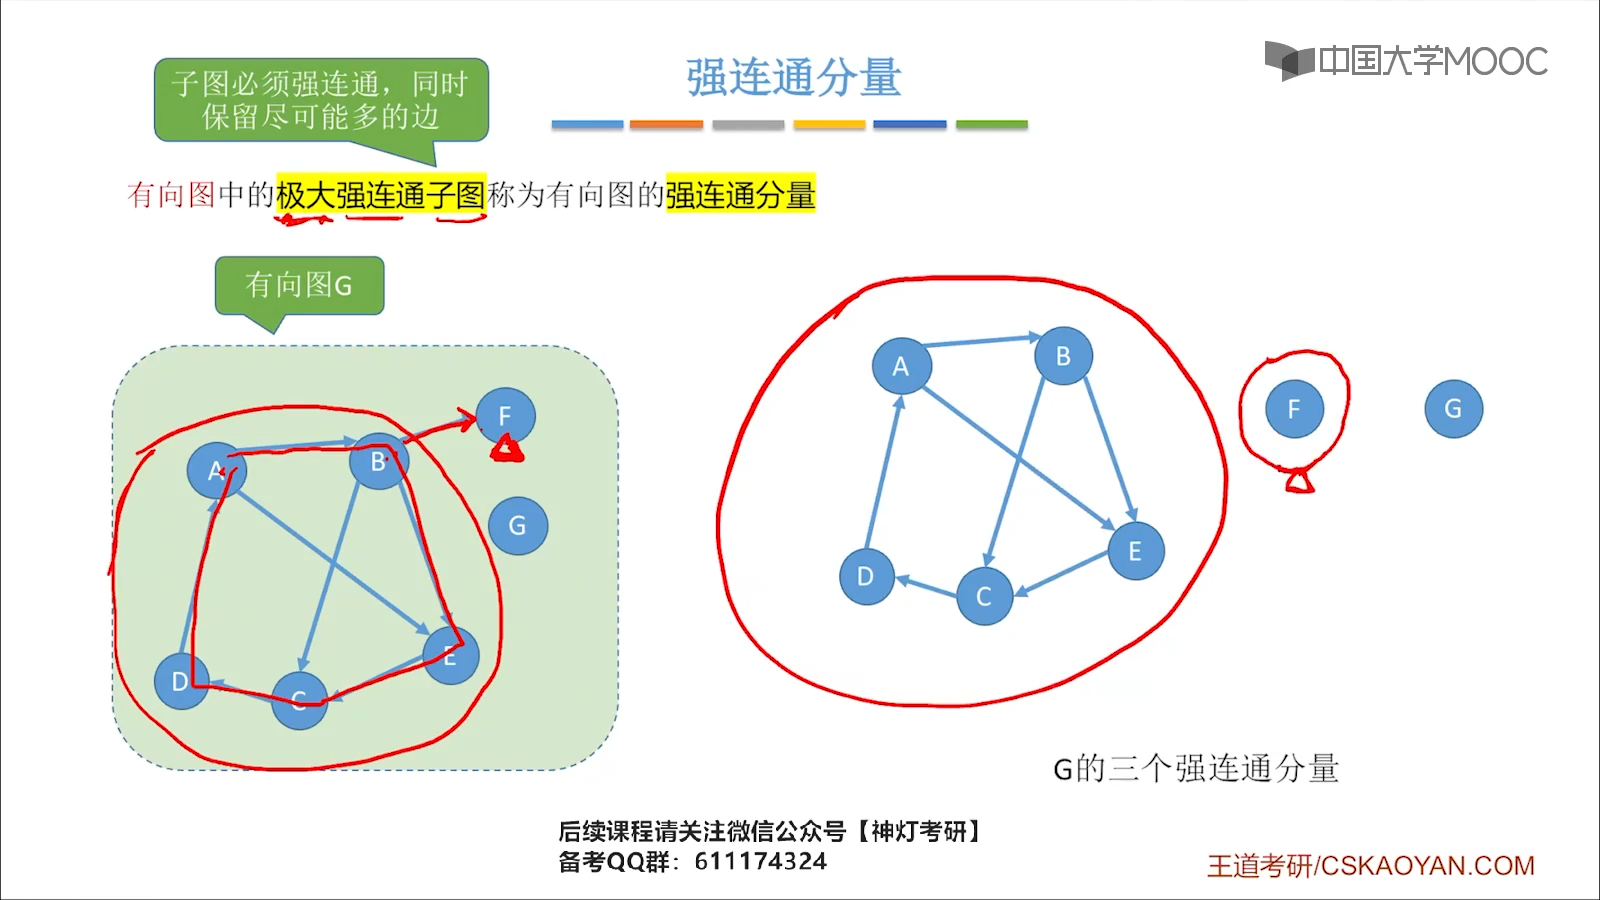 子图必须强连通，同时
保留尽可能多的边
强连通分量
中国大学MOOC
有向图中的极大强连通子图称为有向图的强连通分量
有向图G
A
B
F
G
D
C
E
A
B
F
G
D
C
E
G的三个强连通分量
后续课程请关注微信公众号【神灯考研】
备考QQ群：611174324
王道考研/CSKAOYAN.COM